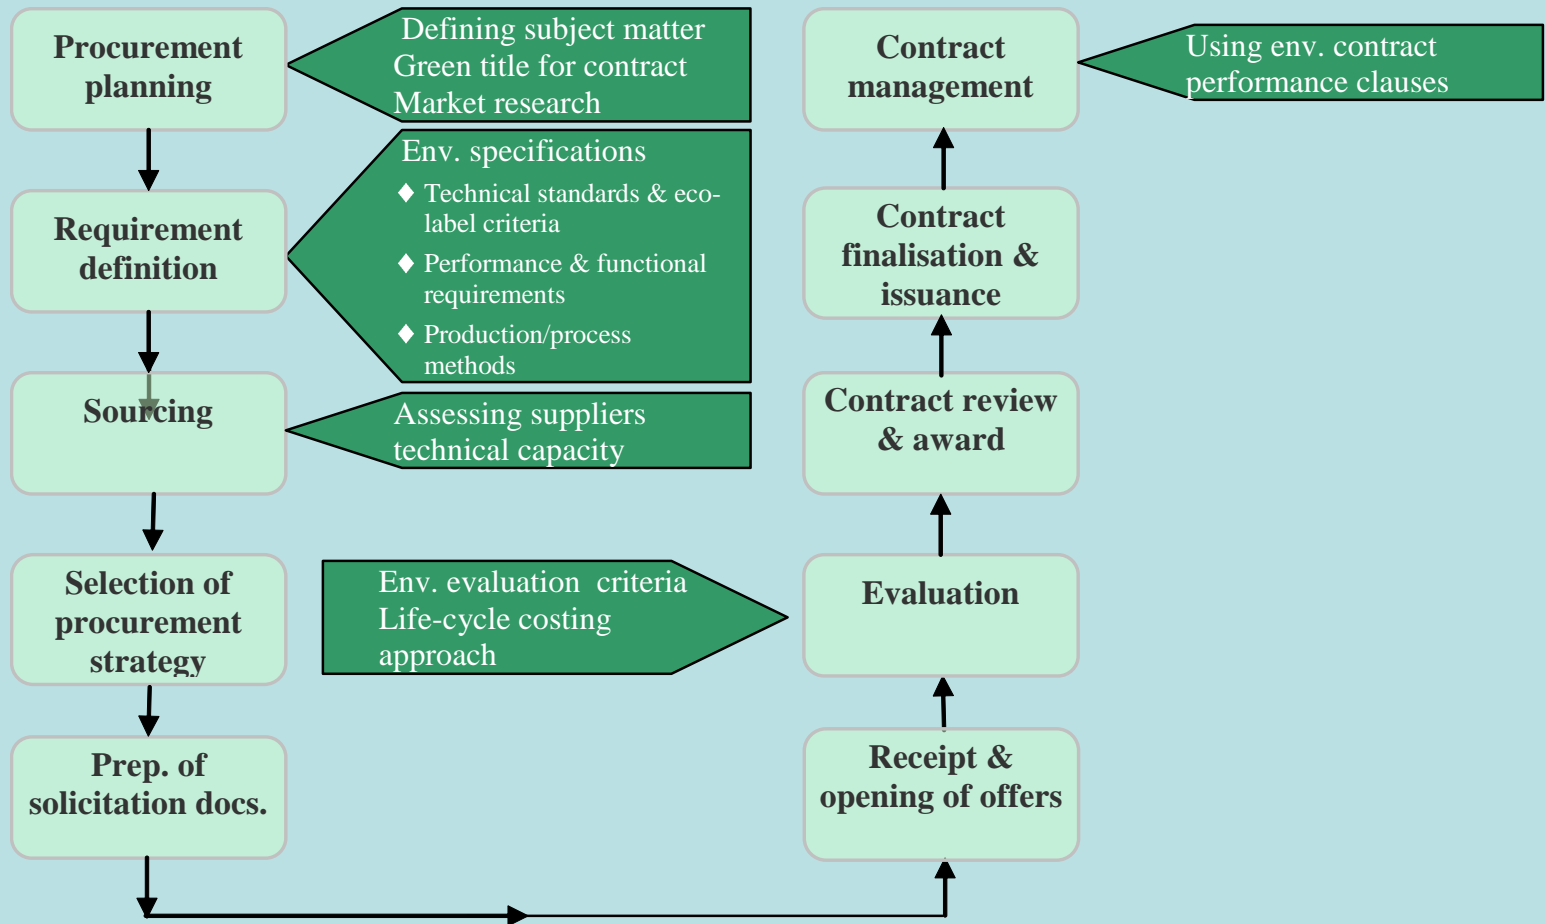 Procurement
planning
Defining subject matter
Green title for contract
Market research
Requirement
definition
Env. specifications
♦ Technical standards & eco-
label criteria
♦ Performance & functional
requirements
♦ Production/process
methods
Sourcing
Assessing suppliers
technical capacity
Selection of
procurement
strategy
Prep. of
solicitation docs.
Receipt &
opening of offers
Evaluation
Env. evaluation criteria
Life-cycle costing
approach
Contract review
& award
Contract
finalisation &
issuance
Contract
management
Using env. contract
performance clauses